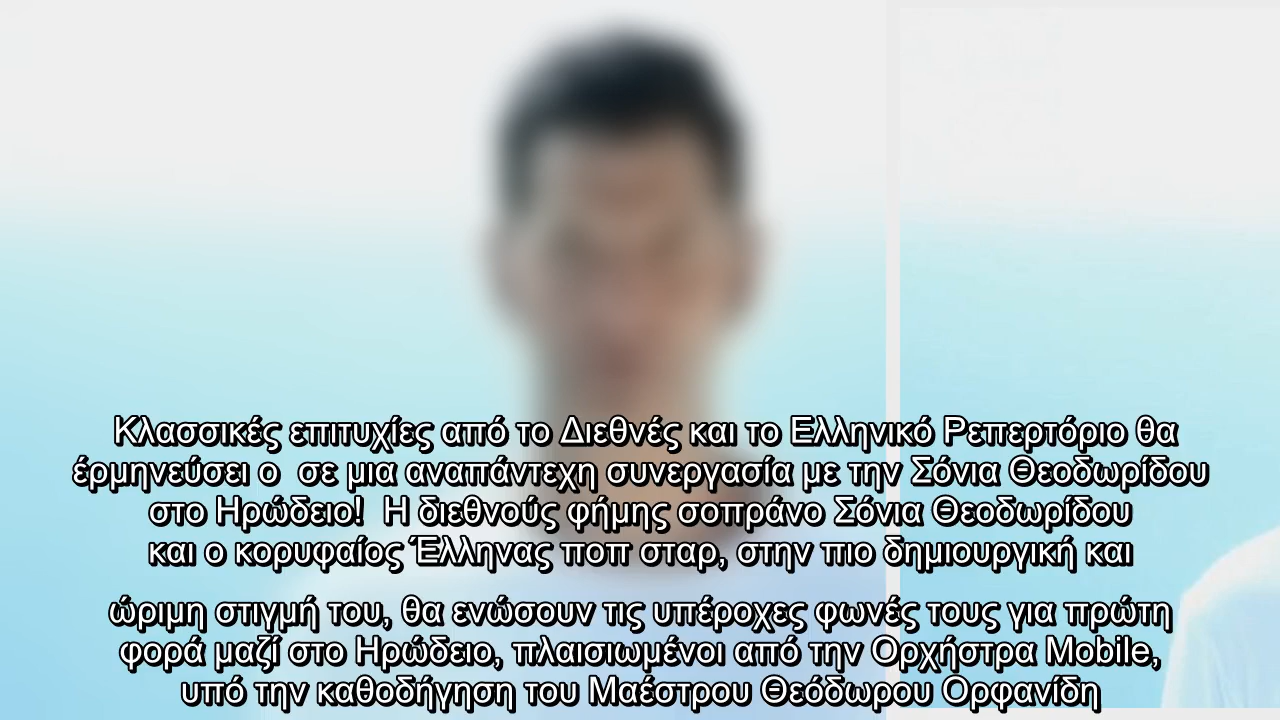 Κλασσικές επιτυχίες από το Διεθνές και το Ελληνικό Ρεπερτόριο θα
έρμηνεύσει ο  σε μια αναπάντεχη συνεργασία με την Σόνια Θεοδωρίδου
στο Ηρώδειο!  Η διεθνούς φήμης σοπράνο Σόνια Θεοδωρίδου
και ο κορυφαίος Έλληνας ποπ σταρ, στην πιο δημιουργική και
ώριμη στιγμή του, θα ενώσουν τις υπέροχες φωνές τους για πρώτη
φορά μαζί στο Ηρώδειο, πλαισιωμένοι από την Ορχήστρα Mobile,
υπό την καθοδήγηση του Μαέστρου Θεόδωρου Ορφανίδη